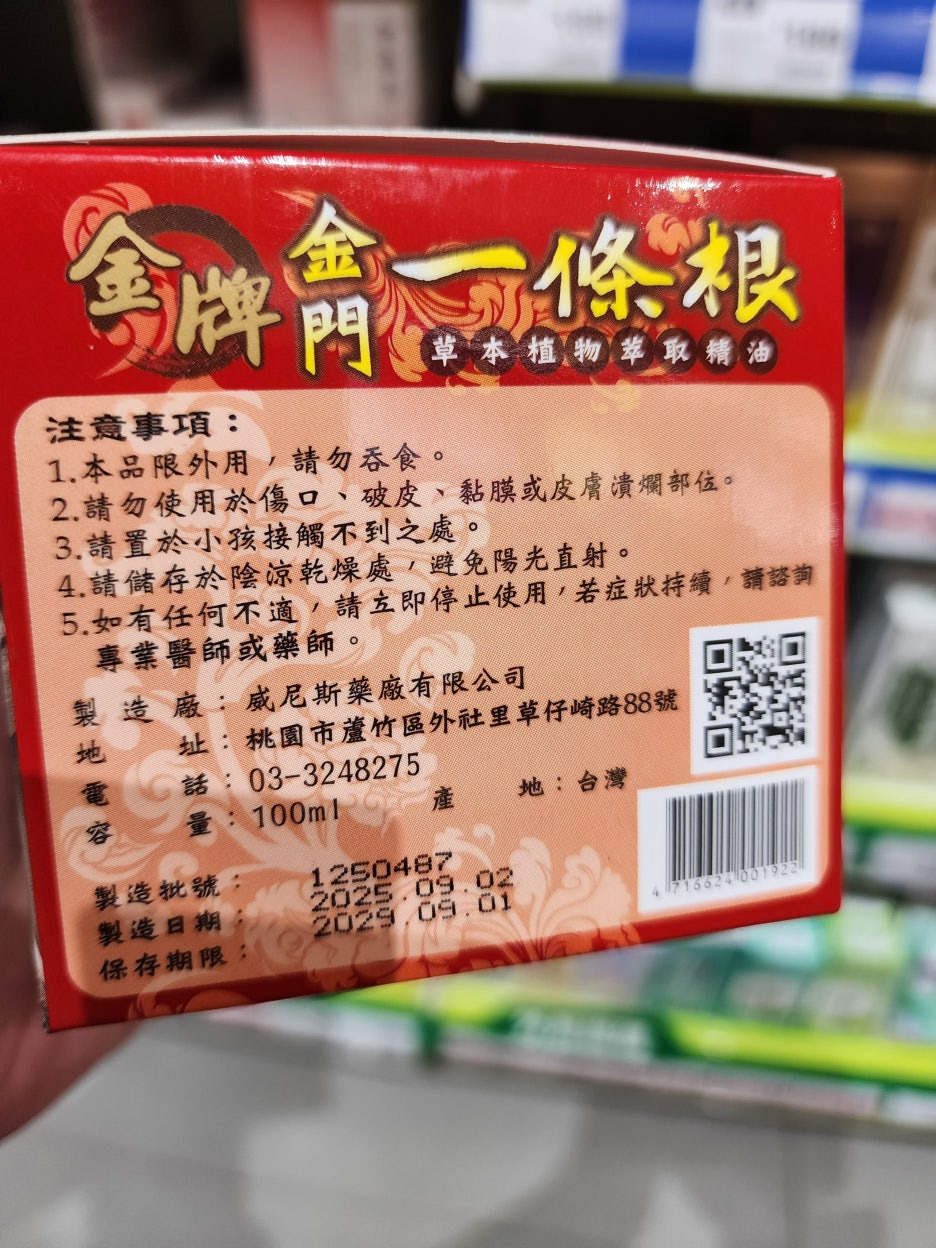 金牌 金門一條根
草本植物萃取精油
注意事項：
1.本品限外用，請勿吞食。
2.請勿使用於傷口、破皮、黏膜或皮膚潰爛部位。
3.請置於小孩接觸不到之處。
4.請儲存於陰涼乾燥處，避免陽光直射。
5.如有任何不適，請立即停止使用，若症狀持續，請諮詢
專業醫師或藥師。
製造廠：威尼斯藥廠有限公司
地址：桃園市蘆竹區外社里草仔崎路88號
電話：03-3248275
容量：100ml 產地：台灣
製造批號：1250487
製造日期：2025.09.02
保存期限：2029.09.01
4 716624 001922